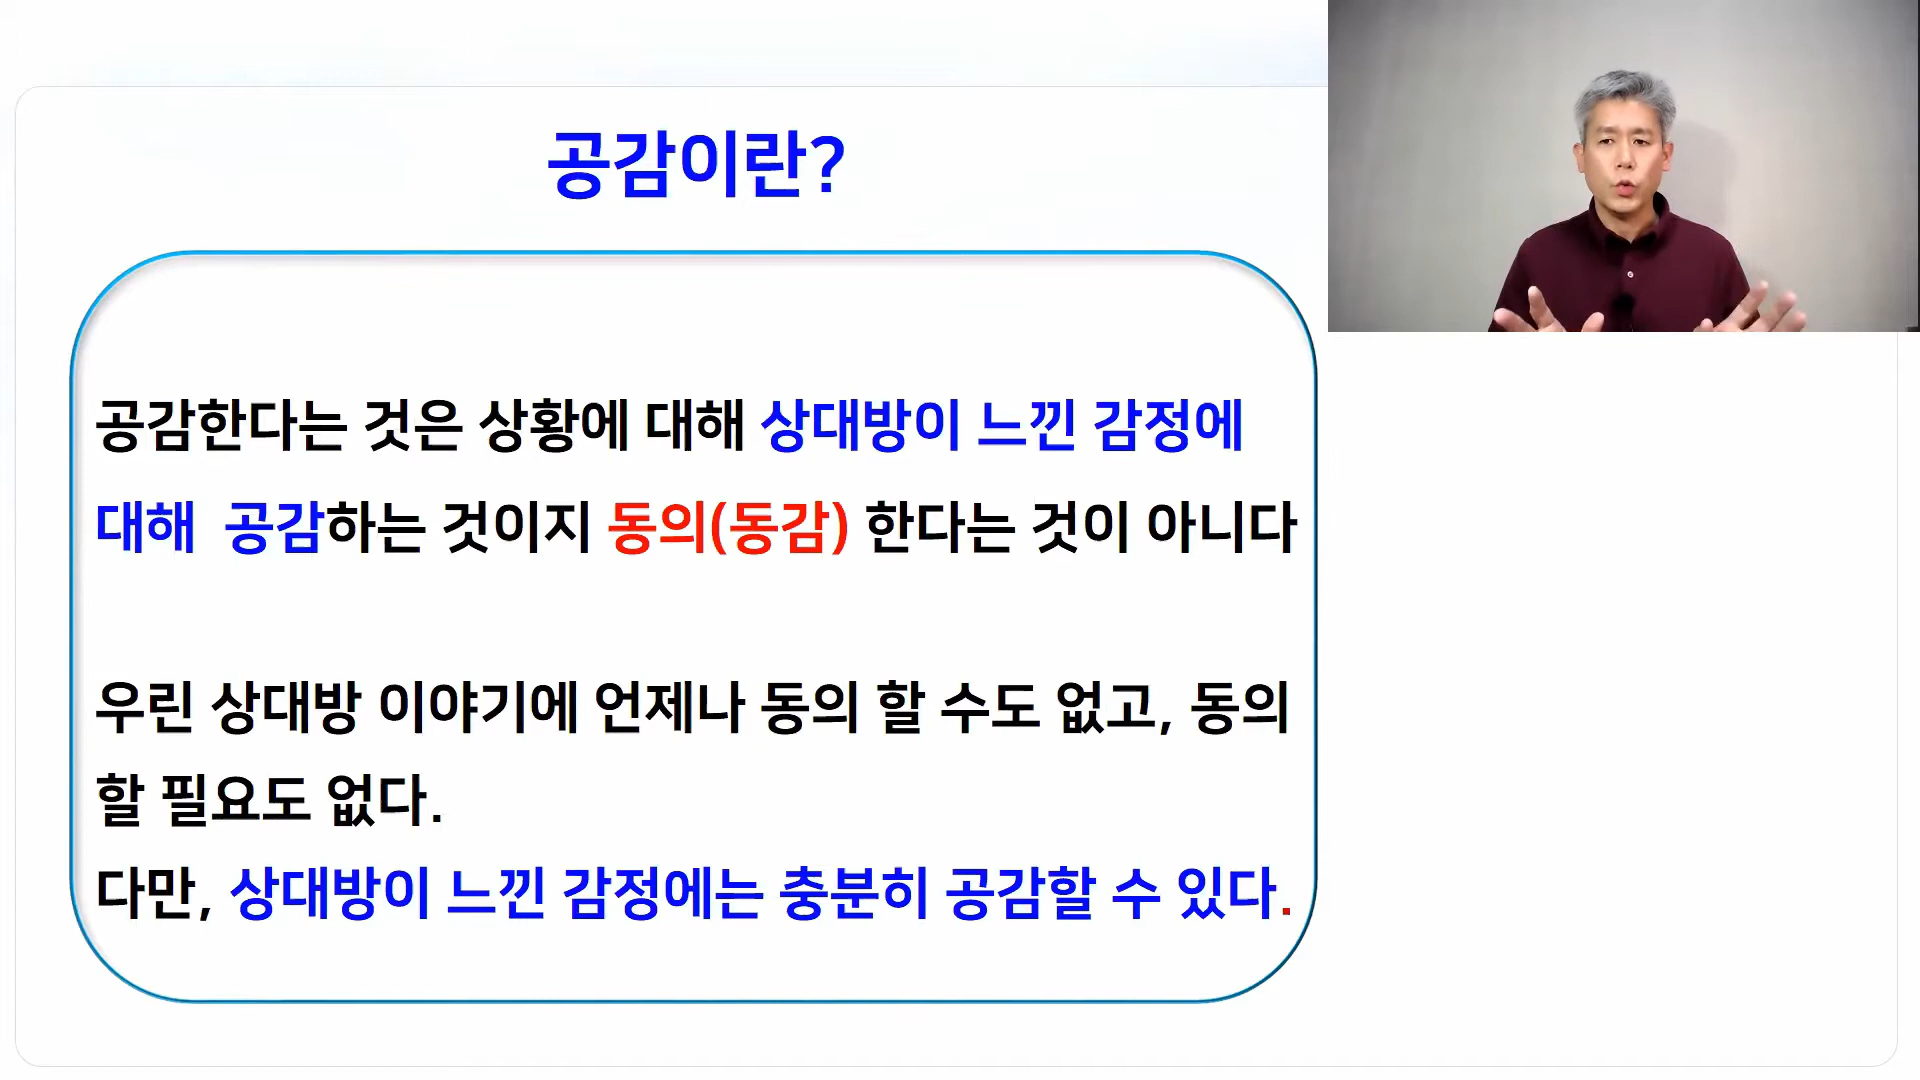 공감이란?
공감한다는 것은 상황에 대해 상대방이 느낀 감정에
대해 공감하는 것이지 동의(동감) 한다는 것이 아니다
우린 상대방 이야기에 언제나 동의 할 수도 없고, 동의
할 필요도 없다.
다만, 상대방이 느낀 감정에는 충분히 공감할 수 있다.